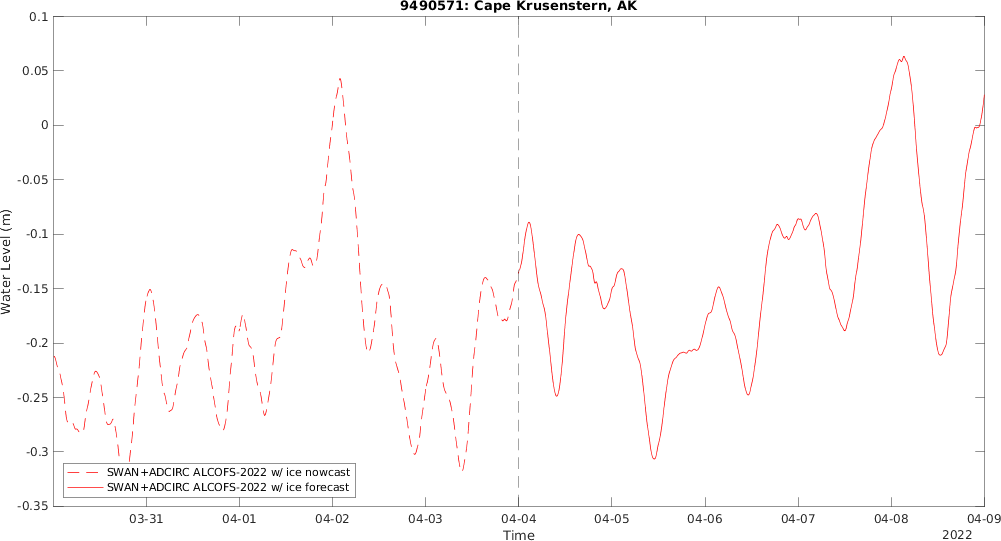 9490571: Cape Krusenstern, AK
0.1
0.05
0
-0.05
-0.1
-0.15
-0.2
-0.25
-0.3
-0.35
Water Level (m)
SWAN+ADCIRC ALCOFS-2022 w/ ice nowcast
SWAN+ADCIRC ALCOFS-2022 w/ ice forecast
03-31 04-01 04-02 04-03 04-04 04-05 04-06 04-07 04-08 04-09
Time
2022